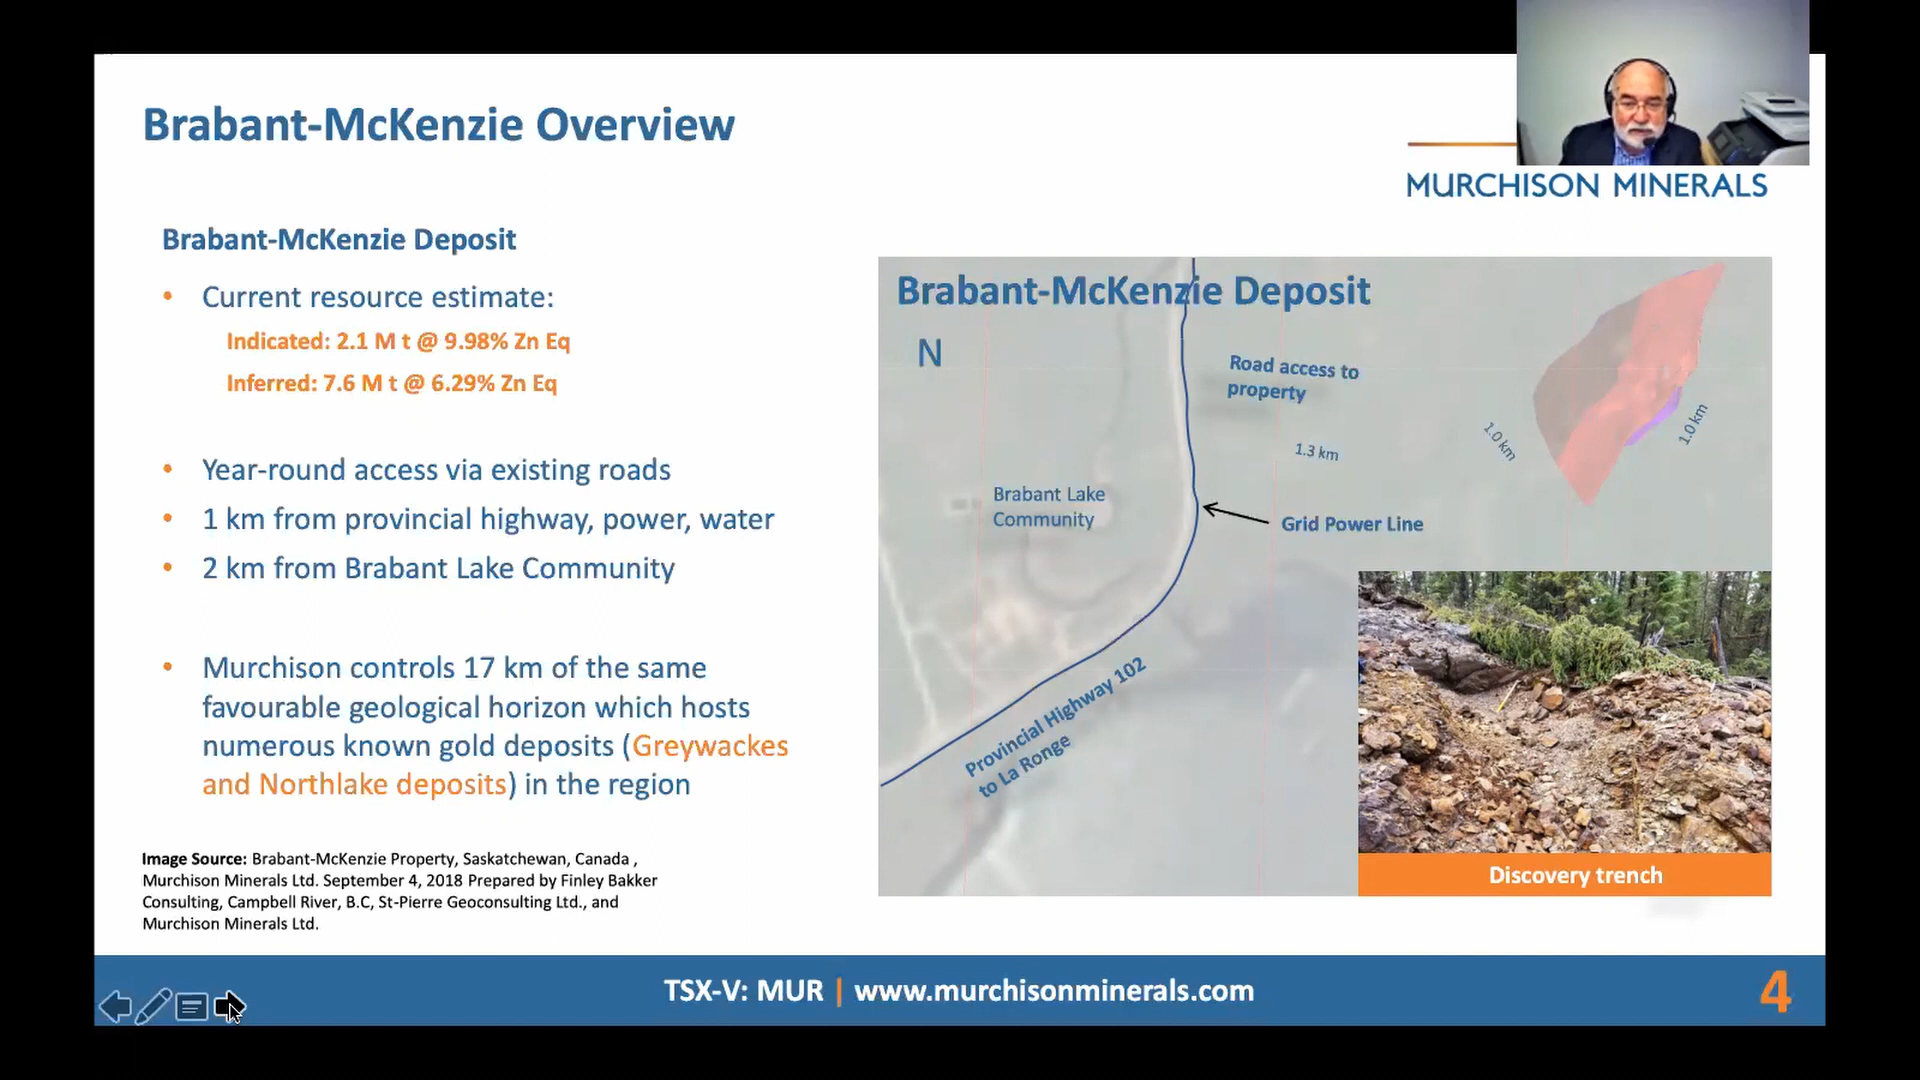 Brabant-McKenzie Overview
MURCHISON MINERALS
Brabant-McKenzie Deposit
• Current resource estimate:
Indicated: 2.1 M t @ 9.98% Zn Eq
Inferred: 7.6 M t @ 6.29% Zn Eq
• Year-round access via existing roads
• 1 km from provincial highway, power, water
• 2 km from Brabant Lake Community
• Murchison controls 17 km of the same
favourable geological horizon which hosts
numerous known gold deposits (Greywackes
and Northlake deposits) in the region
Image Source: Brabant-McKenzie Property, Saskatchewan, Canada ,
Murchison Minerals Ltd. September 4, 2018 Prepared by Finley Bakker
Consulting, Campbell River, B.C, St-Pierre Geoconsulting Ltd., and
Murchison Minerals Ltd.
Brabant-McKenzie Deposit
N
Road access to
property
1.3 km
1.0 km
1.0 km
Brabant Lake
Community
Grid Power Line
Provincial Highway 102
to La Ronge
Discovery trench
TSX-V: MUR | www.murchisonminerals.com
4